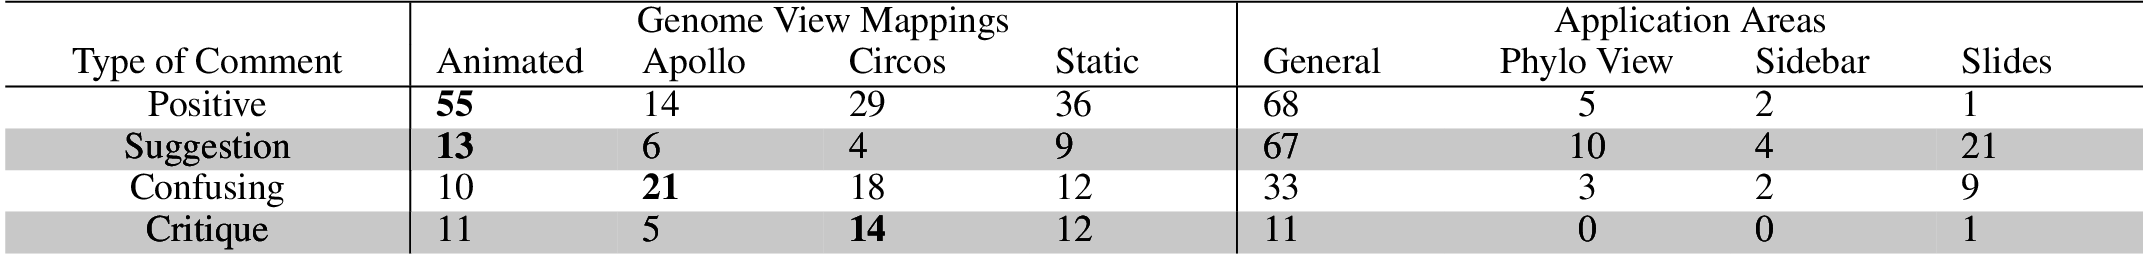 Genome View Mappings Application Areas
Type of Comment Animated Apollo Circos Static General Phylo View Sidebar Slides
Positive 55 14 29 36 68 5 2 1
Suggestion 13 6 4 9 67 10 4 21
Confusing 10 21 18 12 33 3 2 9
Critique 11 5 14 12 11 0 0 1